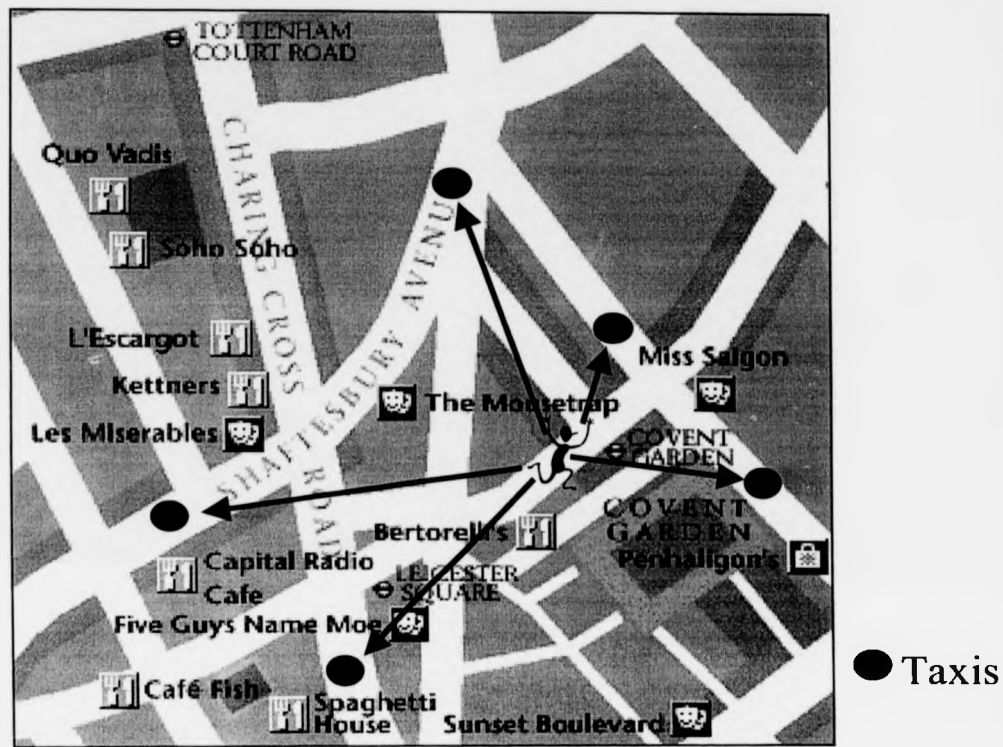 TOTTENHAM
COURT ROAD
CHARING CROSS
ROAD
Quo Vadis
Soho Soho
SHAFTESBURY AVENU
L'Escargot
Miss Saigon
Kettners
The Mousetrap
Les MIserables
COVENT
GARDEN
COVENT
GARDEN
Bertorelli's
Penhaligon's
Capital Radio
Cafe
LEICESTER
SQUARE
Five Guys Name Moe
Taxis
Café Fish
Spaghetti
House
Sunset Boulevard